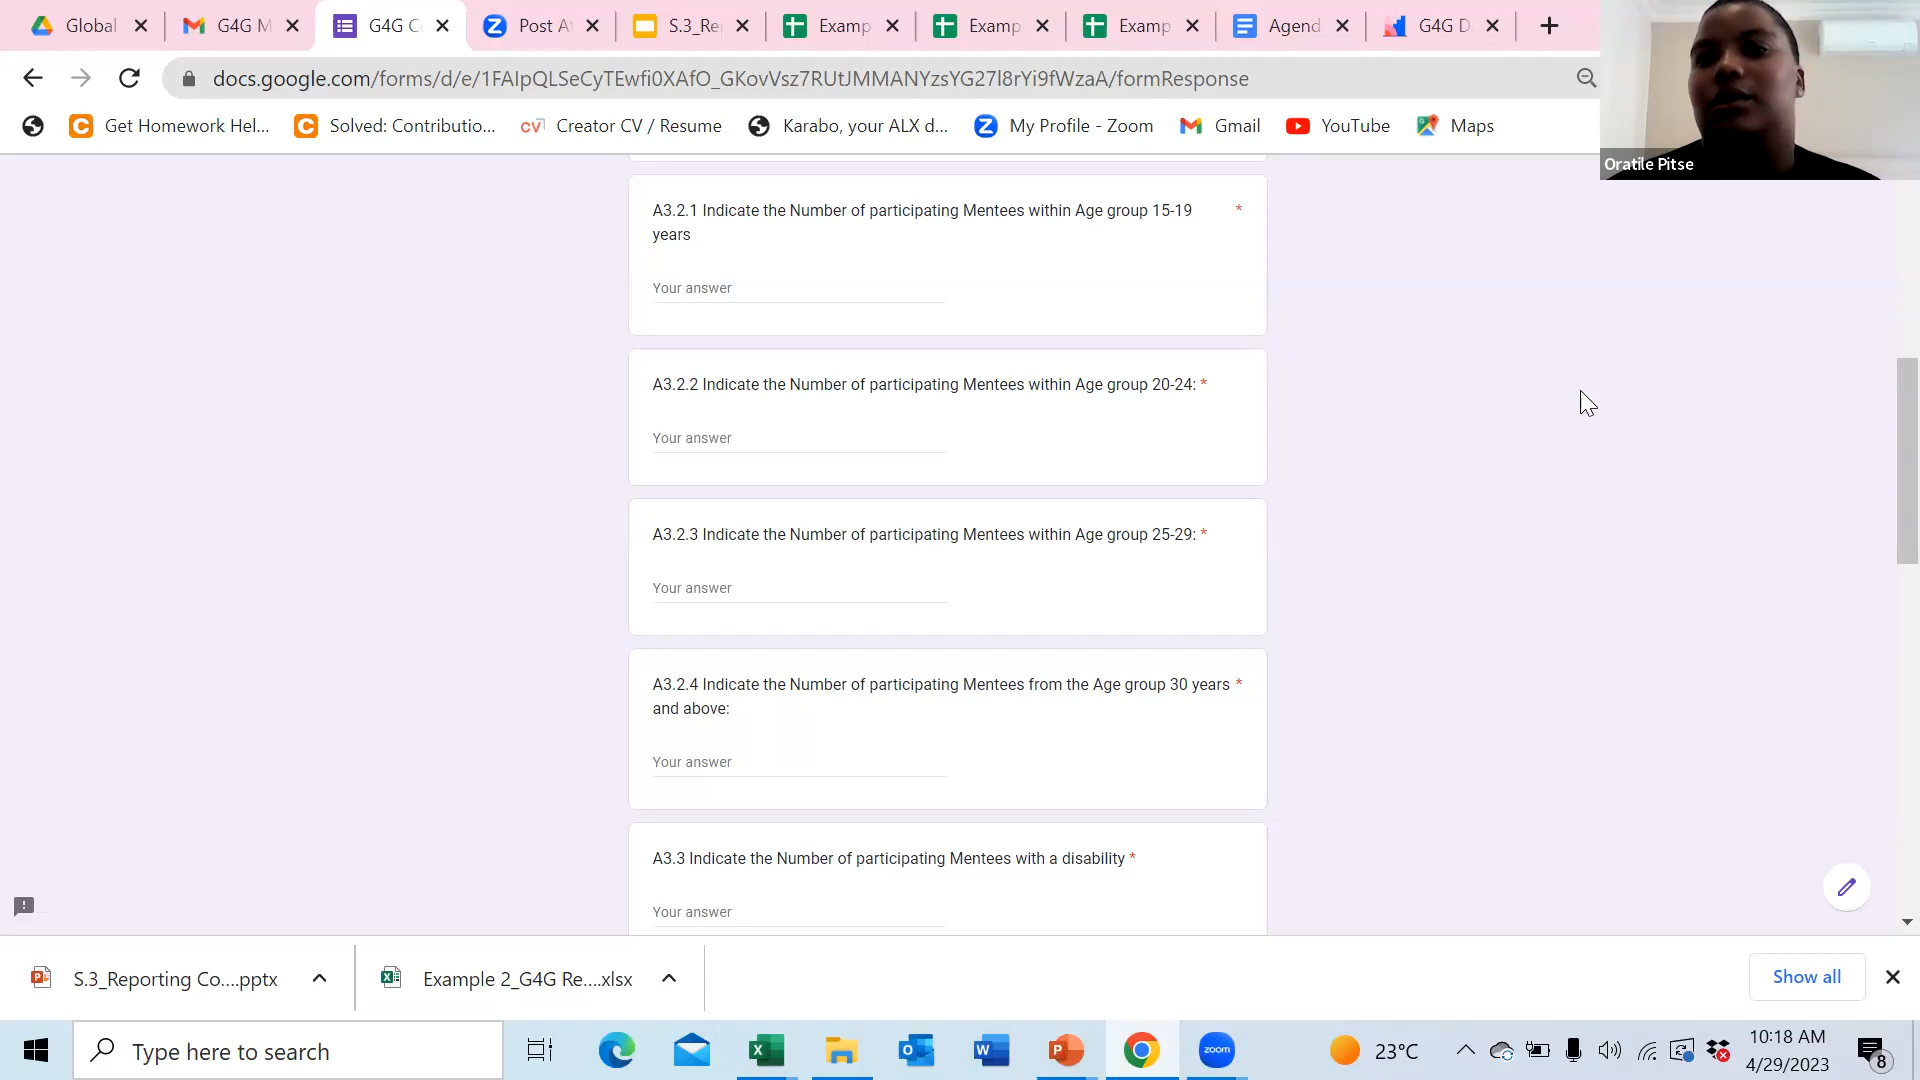 Global
G4G M
G4G C
Post A
S.3_Re
Examp
Examp
Examp
Agend
G4G D
docs.google.com/forms/d/e/1FAIpQLSeCyTEwfi0XAfO_GKovVsz7RUtJMMANYzsYG27l8rYi9fWzaA/formResponse
Get Homework Hel...
Solved: Contributio...
Creator CV / Resume
Karabo, your ALX d...
My Profile - Zoom
Gmail
YouTube
Maps
Oratile Pitse
A3.2.1 Indicate the Number of participating Mentees within Age group 15-19 *
years
Your answer
A3.2.2 Indicate the Number of participating Mentees within Age group 20-24: *
Your answer
A3.2.3 Indicate the Number of participating Mentees within Age group 25-29: *
Your answer
A3.2.4 Indicate the Number of participating Mentees from the Age group 30 years *
and above:
Your answer
A3.3 Indicate the Number of participating Mentees with a disability *
Your answer
S.3_Reporting Co....pptx
Example 2_G4G Re....xlsx
Show all
Type here to search
zoom
23°C
10:18 AM
4/29/2023
8